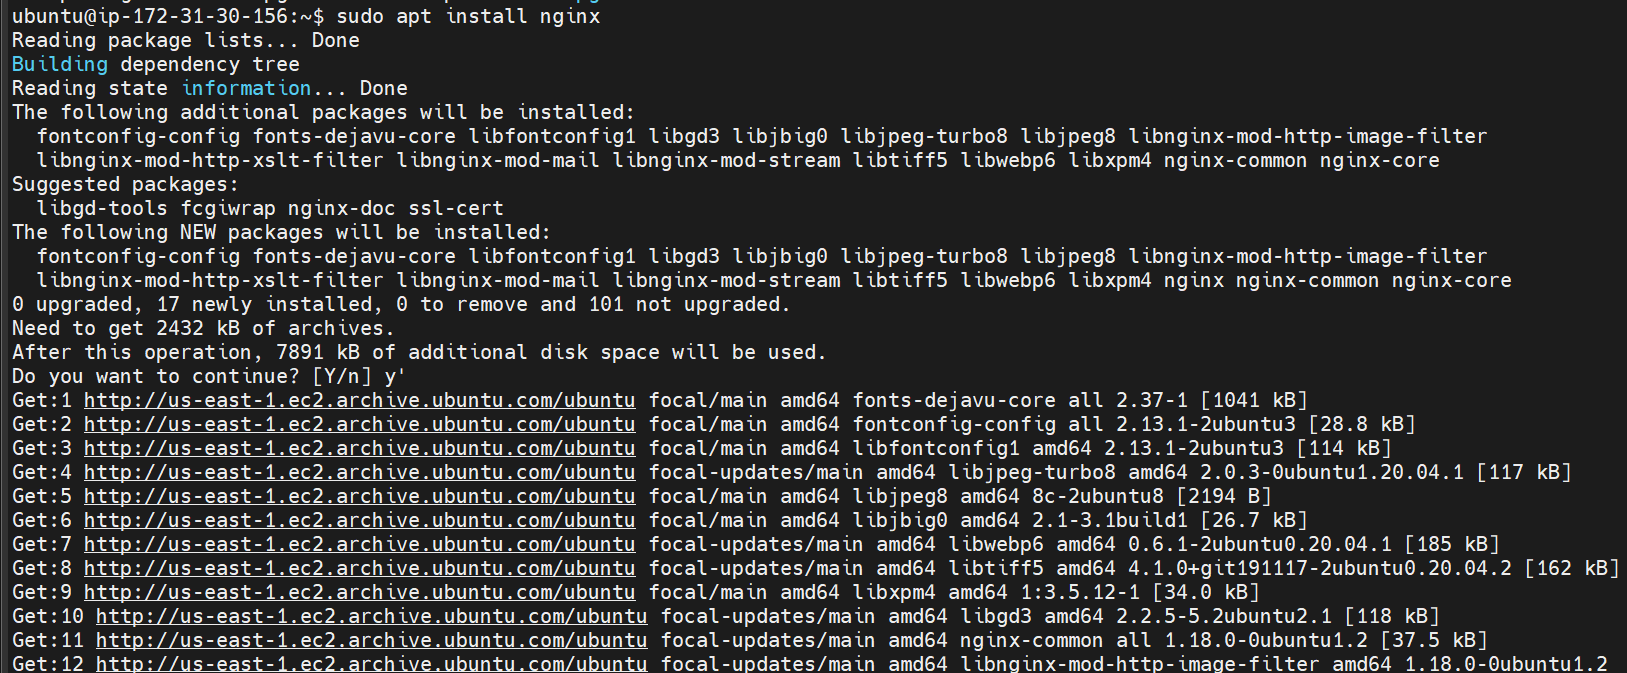 ubuntu@ip-172-31-30-156:~$ sudo apt install nginx
Reading package lists... Done
Building dependency tree
Reading state information... Done
The following additional packages will be installed:
  fontconfig-config fonts-dejavu-core libfontconfig1 libgd3 libjbig0 libjpeg-turbo8 libjpeg8 libnginx-mod-http-image-filter
  libnginx-mod-http-xslt-filter libnginx-mod-mail libnginx-mod-stream libtiff5 libwebp6 libxpm4 nginx-common nginx-core
Suggested packages:
  libgd-tools fcgiwrap nginx-doc ssl-cert
The following NEW packages will be installed:
  fontconfig-config fonts-dejavu-core libfontconfig1 libgd3 libjbig0 libjpeg-turbo8 libjpeg8 libnginx-mod-http-image-filter
  libnginx-mod-http-xslt-filter libnginx-mod-mail libnginx-mod-stream libtiff5 libwebp6 libxpm4 nginx nginx-common nginx-core
0 upgraded, 17 newly installed, 0 to remove and 101 not upgraded.
Need to get 2432 kB of archives.
After this operation, 7891 kB of additional disk space will be used.
Do you want to continue? [Y/n] y'
Get:1 http://us-east-1.ec2.archive.ubuntu.com/ubuntu focal/main amd64 fonts-dejavu-core all 2.37-1 [1041 kB]
Get:2 http://us-east-1.ec2.archive.ubuntu.com/ubuntu focal/main amd64 fontconfig-config all 2.13.1-2ubuntu3 [28.8 kB]
Get:3 http://us-east-1.ec2.archive.ubuntu.com/ubuntu focal/main amd64 libfontconfig1 amd64 2.13.1-2ubuntu3 [114 kB]
Get:4 http://us-east-1.ec2.archive.ubuntu.com/ubuntu focal-updates/main amd64 libjpeg-turbo8 amd64 2.0.3-0ubuntu1.20.04.1 [117 kB]
Get:5 http://us-east-1.ec2.archive.ubuntu.com/ubuntu focal/main amd64 libjpeg8 amd64 8c-2ubuntu8 [2194 B]
Get:6 http://us-east-1.ec2.archive.ubuntu.com/ubuntu focal/main amd64 libjbig0 amd64 2.1-3.1build1 [26.7 kB]
Get:7 http://us-east-1.ec2.archive.ubuntu.com/ubuntu focal-updates/main amd64 libwebp6 amd64 0.6.1-2ubuntu0.20.04.1 [185 kB]
Get:8 http://us-east-1.ec2.archive.ubuntu.com/ubuntu focal-updates/main amd64 libtiff5 amd64 4.1.0+git191117-2ubuntu0.20.04.2 [162 kB]
Get:9 http://us-east-1.ec2.archive.ubuntu.com/ubuntu focal/main amd64 libxpm4 amd64 1:3.5.12-1 [34.0 kB]
Get:10 http://us-east-1.ec2.archive.ubuntu.com/ubuntu focal-updates/main amd64 libgd3 amd64 2.2.5-5.2ubuntu2.1 [118 kB]
Get:11 http://us-east-1.ec2.archive.ubuntu.com/ubuntu focal-updates/main amd64 nginx-common all 1.18.0-0ubuntu1.2 [37.5 kB]
Get:12 http://us-east-1.ec2.archive.ubuntu.com/ubuntu focal-updates/main amd64 libnginx-mod-http-image-filter amd64 1.18.0-0ubuntu1.2